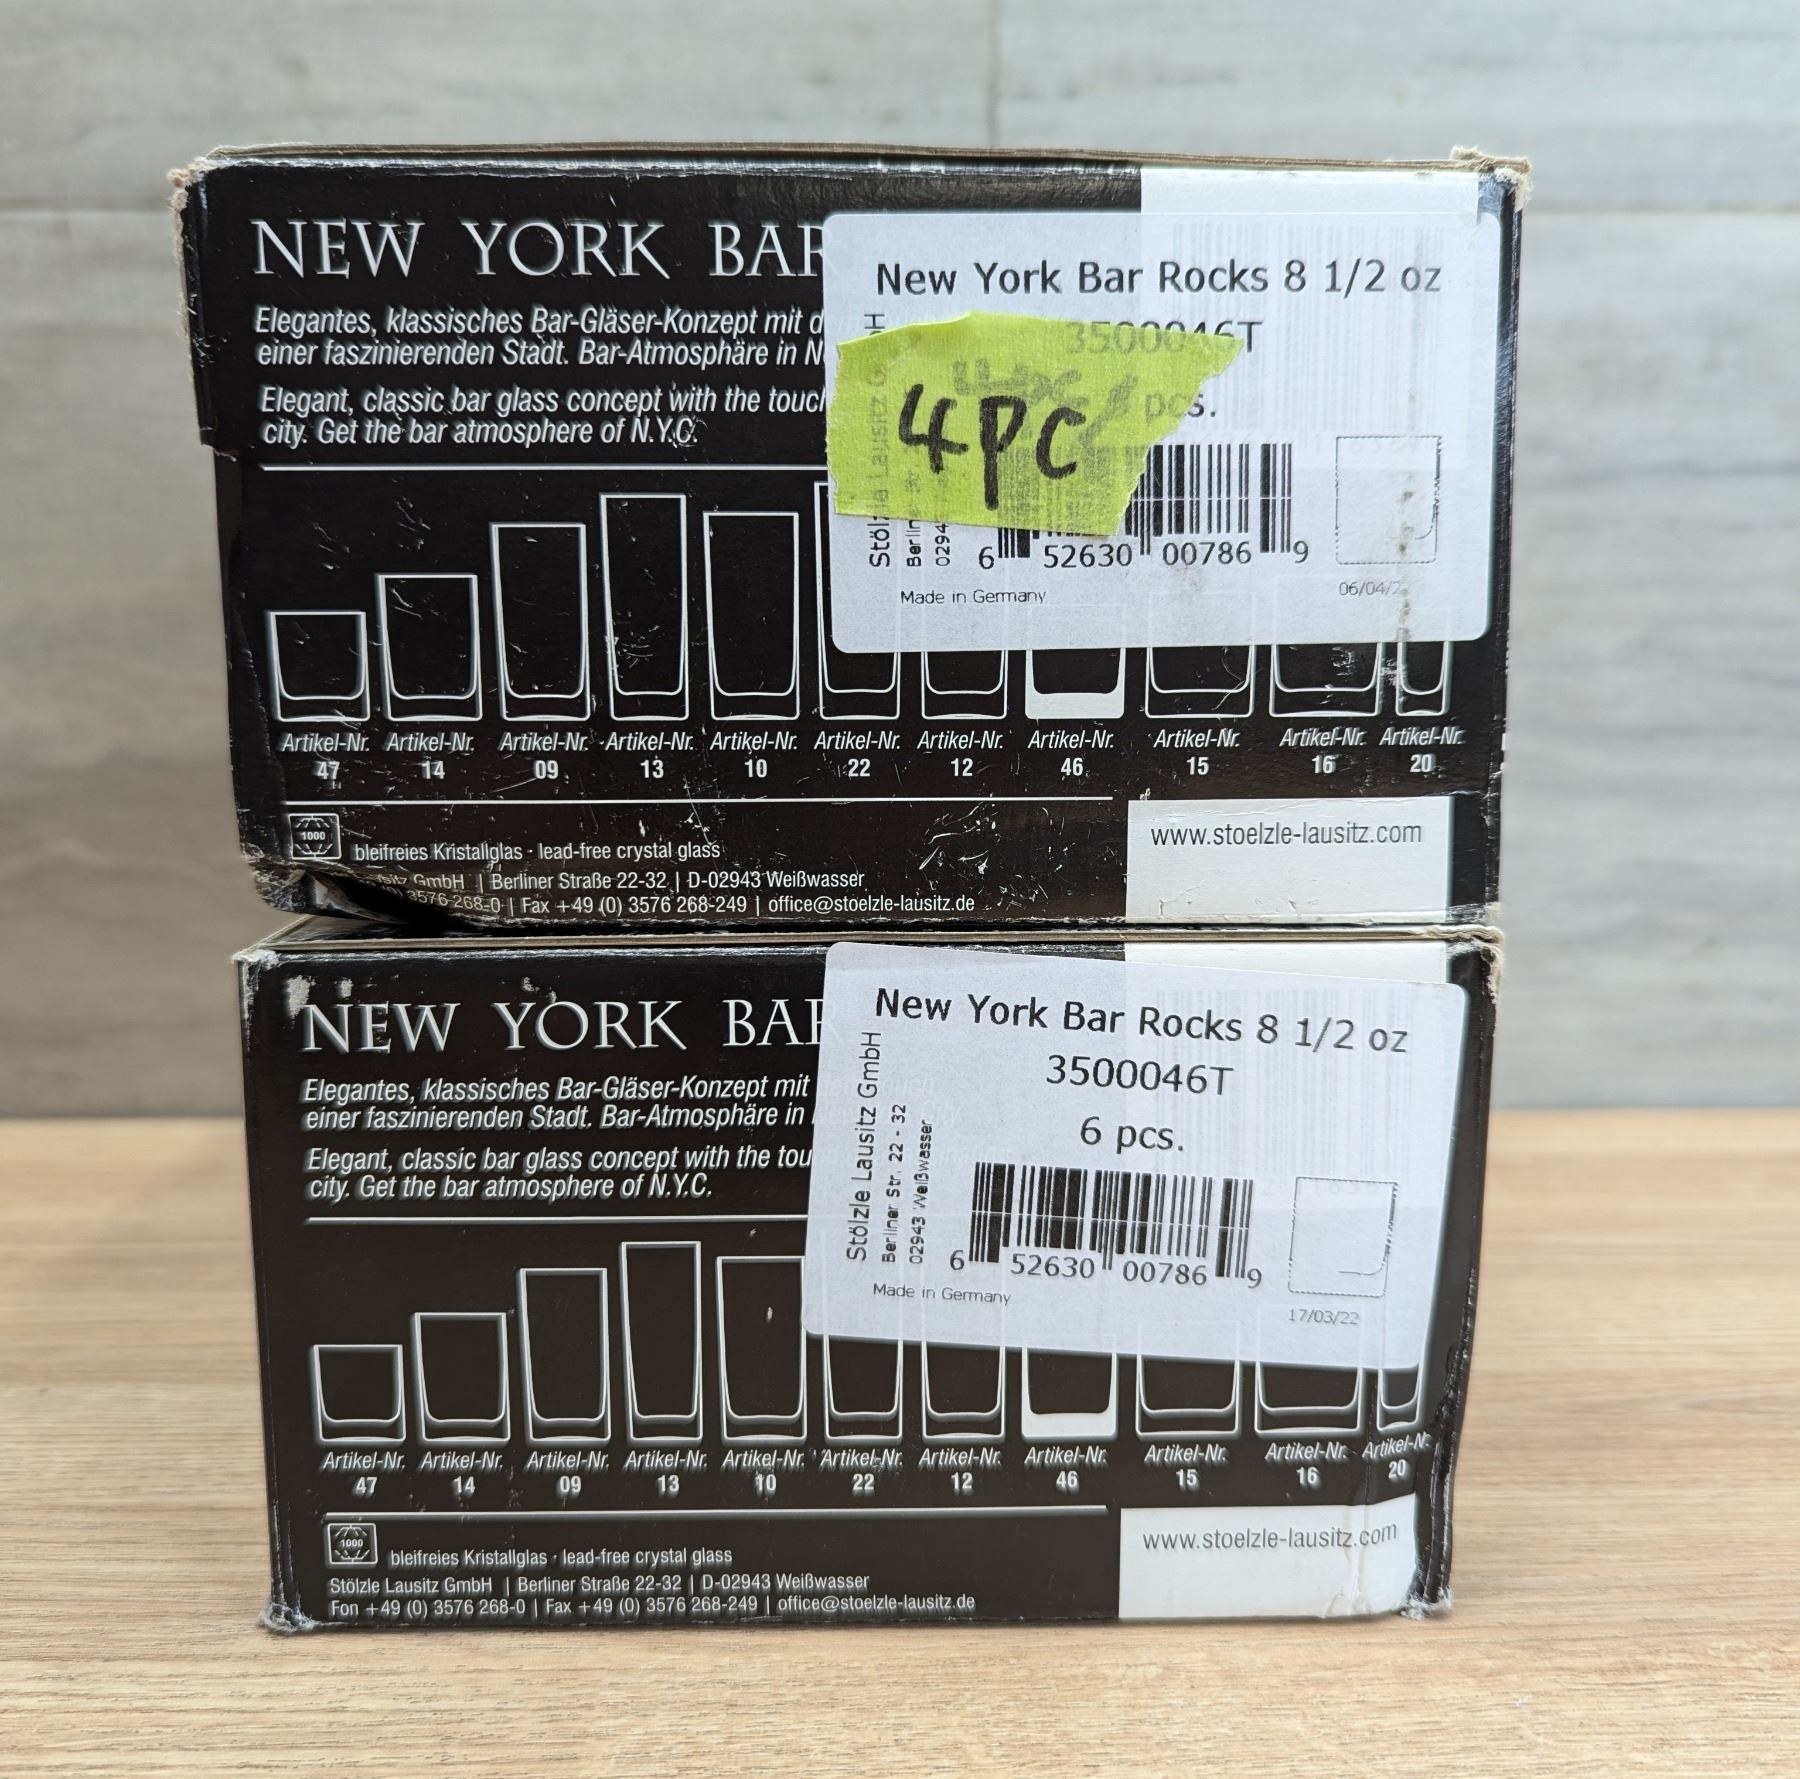 NEW YORK BAR
Elegantes, klassisches Bar-Gläser-Konzept mit
einer faszinierenden Stadt. Bar-Atmosphäre in
Elegant, classic bar glass concept with the touch
city. Get the bar atmosphere of N.Y.C.
New York Bar Rocks 8 1/2 oz
3500046T
pcs.
4PC
Stölzle Lausitz
Berliner
6 52630 00786 9
Made in Germany
06/04/2
Artikel-Nr. Artikel-Nr. Artikel-Nr. Artikel-Nr. Artikel-Nr. Artikel-Nr. Artikel-Nr. Artikel-Nr. Artikel-Nr. Artikel-Nr. Artikel-Nr.
47 14 09 13 10 22 12 46 15 16 20
1000
bleifreies Kristallglas · lead-free crystal glass
GmbH | Berliner Straße 22-32 | D-02943 Weißwasser
3576 268-0 | Fax +49 (0) 3576 268-249 | office@stoelzle-lausitz.de
www.stoelzle-lausitz.com
NEW YORK BAR
Elegantes, klassisches Bar-Gläser-Konzept mit
einer faszinierenden Stadt. Bar-Atmosphäre in
Elegant, classic bar glass concept with the tou
city. Get the bar atmosphere of N.Y.C.
New York Bar Rocks 8 1/2 oz
3500046T
6 pcs.
Stölzle Lausitz GmbH
Berliner Str. 22 - 32
02943 Weißwasser
6 52630 00786 9
Made in Germany
17/03/22
Artikel-Nr. Artikel-Nr. Artikel-Nr. Artikel-Nr. Artikel-Nr. Artikel-Nr. Artikel-Nr. Artikel-Nr. Artikel-Nr. Artikel-Nr. Artikel-Nr.
47 14 09 13 10 22 12 46 15 16 20
1000
bleifreies Kristallglas · lead-free crystal glass
Stölzle Lausitz GmbH | Berliner Straße 22-32 | D-02943 Weißwasser
Fon +49 (0) 3576 268-0 | Fax +49 (0) 3576 268-249 | office@stoelzle-lausitz.de
www.stoelzle-lausitz.com